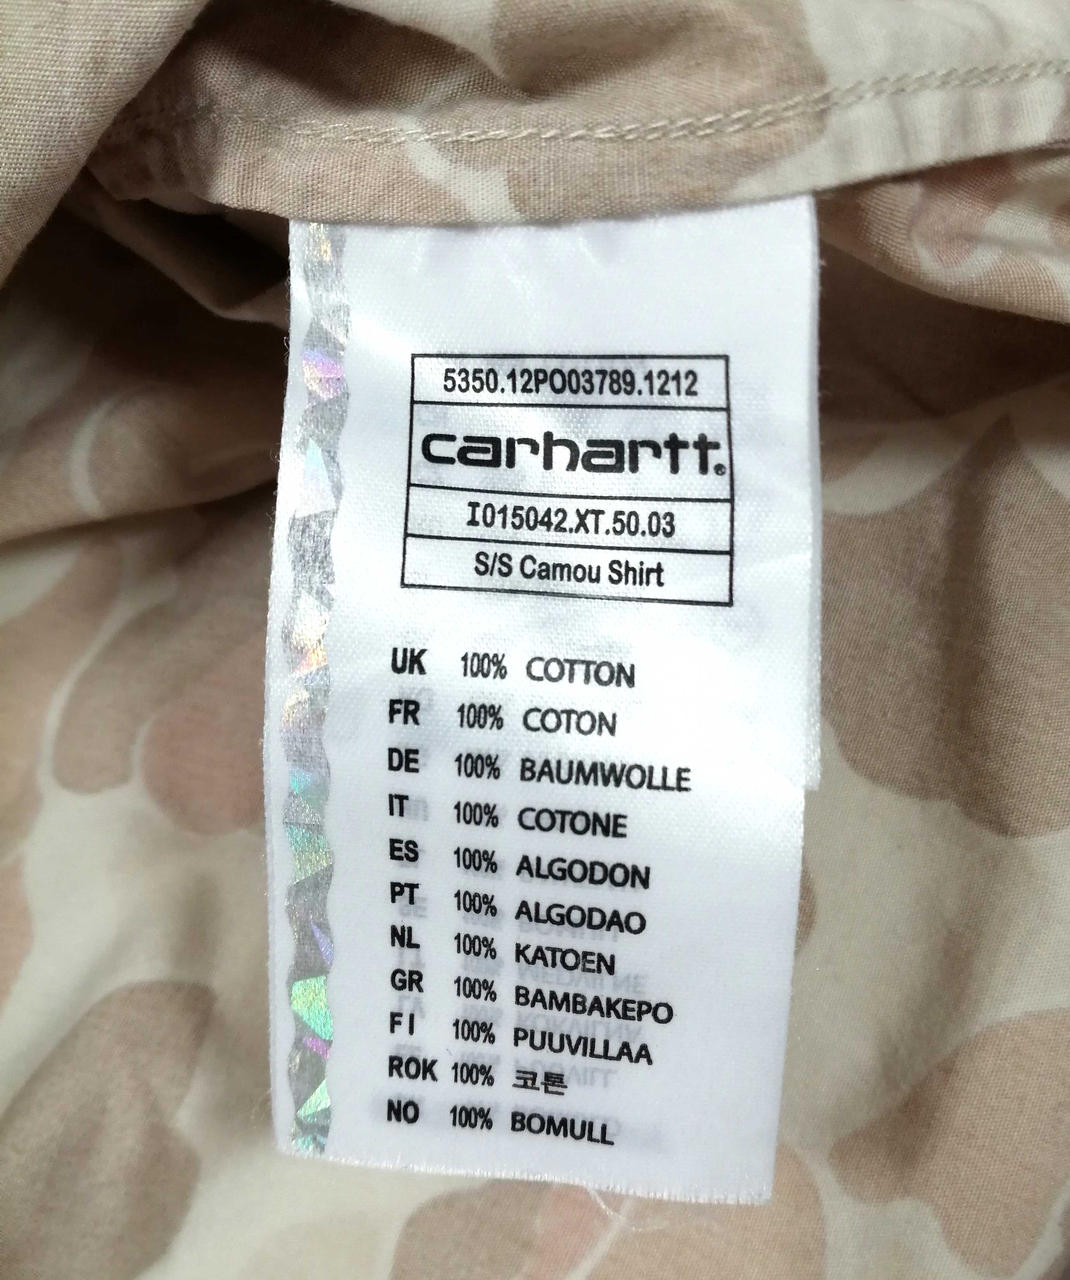 5350.12PO03789.1212
carhartt®
I015042.XT.50.03
S/S Camou Shirt
UK 100% COTTON
FR 100% COTON
DE 100% BAUMWOLLE
IT 100% COTONE
ES 100% ALGODON
PT 100% ALGODAO
NL 100% KATOEN
GR 100% BAMBAKEPO
FI 100% PUUVILLAA
ROK 100% 코튼
NO 100% BOMULL